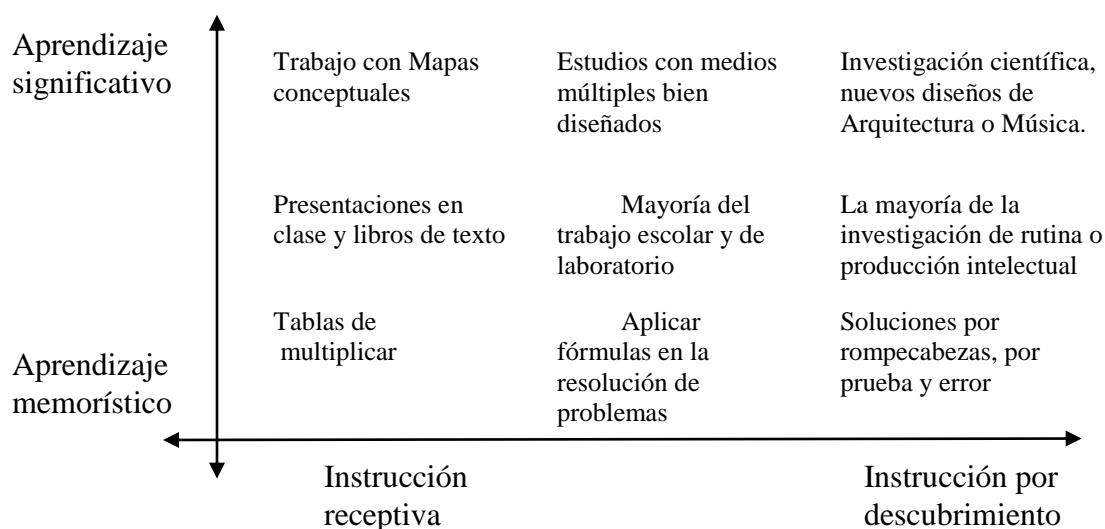 Aprendizaje
significativo
Trabajo con Mapas
conceptuales
Estudios con medios
múltiples bien
diseñados
Investigación científica,
nuevos diseños de
Arquitectura o Música.
Presentaciones en
clase y libros de texto
Mayoría del
trabajo escolar y de
laboratorio
La mayoría de la
investigación de rutina o
producción intelectual
Aprendizaje
memorístico
Tablas de
multiplicar
Aplicar
fórmulas en la
resolución de
problemas
Soluciones por
rompecabezas, por
prueba y error
Instrucción
receptiva
Instrucción por
descubrimiento